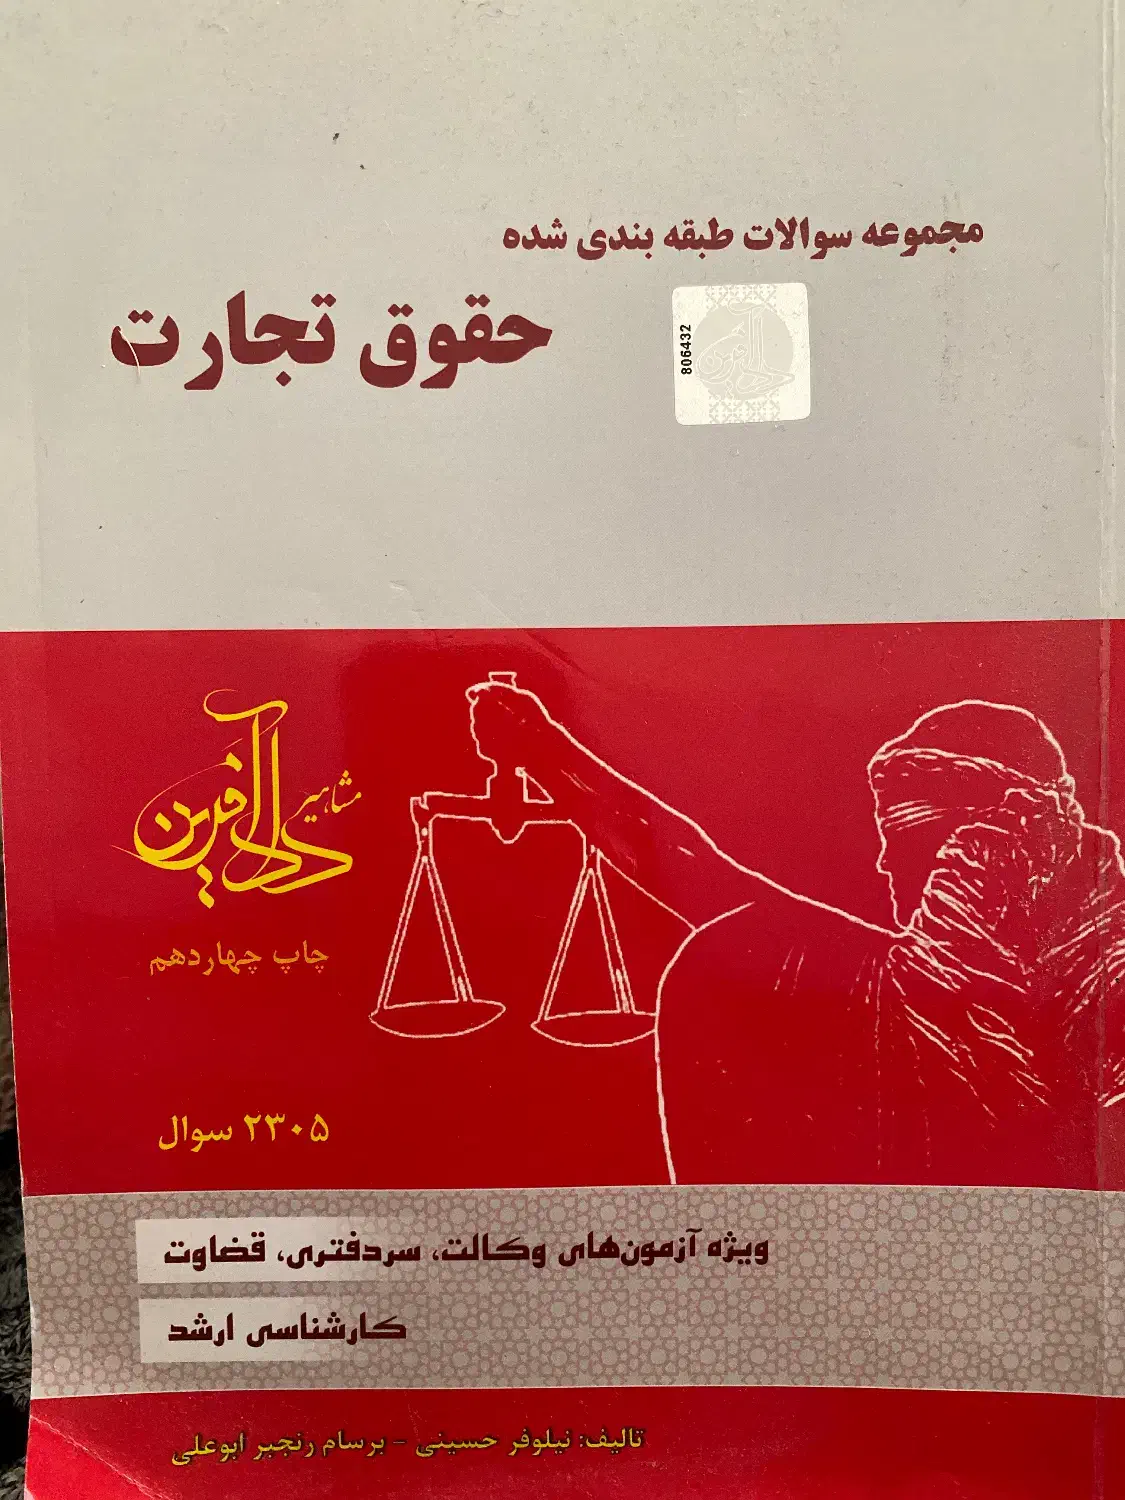 مجموعه سوالات طبقه بندی شده
حقوق تجارت
806432
مشاهیر دادآفرین
چاپ چهاردهم
۲۳۰۵ سوال
ویژه آزمون‌های وکالت، سردفتری، قضاوت
کارشناسی ارشد
تالیف: نیلوفر حسینی - برسام رنجبر ابوعلی